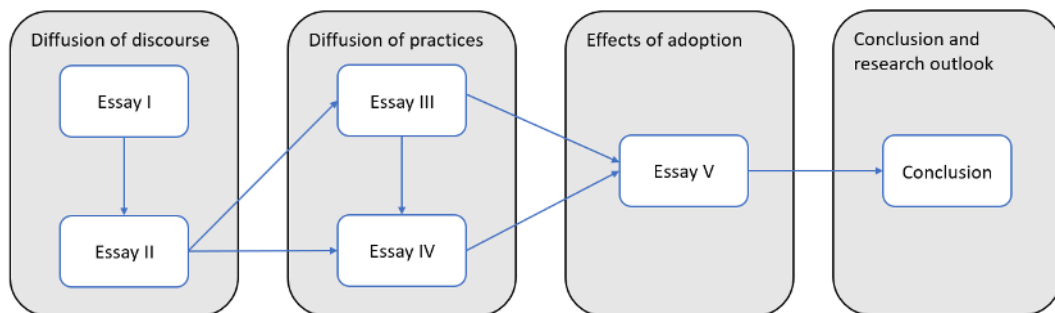 Diffusion of discourse
Essay I
Essay II
Diffusion of practices
Essay III
Essay IV
Effects of adoption
Essay V
Conclusion and
research outlook
Conclusion